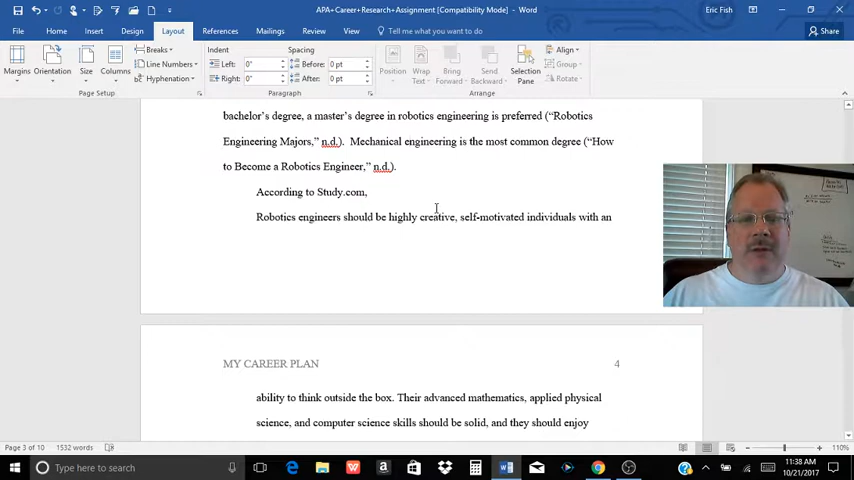 APA+Career+Research+Assignment [Compatibility Mode] - Word
Eric Fish
File Home Insert Design Layout References Mailings Review View Tell me what you want to do Share
Margins Orientation Size Columns
Breaks
Line Numbers
Hyphenation
Page Setup
Indent Spacing
Left: 0" Before: 0 pt
Right: 0" After: 0 pt
Paragraph
Position Wrap Text Bring Forward Send Backward Selection Pane
Align
Group
Rotate
Arrange
bachelor's degree, a master's degree in robotics engineering is preferred (“Robotics
Engineering Majors,” n.d.). Mechanical engineering is the most common degree (“How
to Become a Robotics Engineer,” n.d.).
According to Study.com,
Robotics engineers should be highly creative, self-motivated individuals with an
MY CAREER PLAN 4
ability to think outside the box. Their advanced mathematics, applied physical
science, and computer science skills should be solid, and they should enjoy
Page 3 of 10 1532 words 110%
Type here to search
11:38 AM
10/21/2017